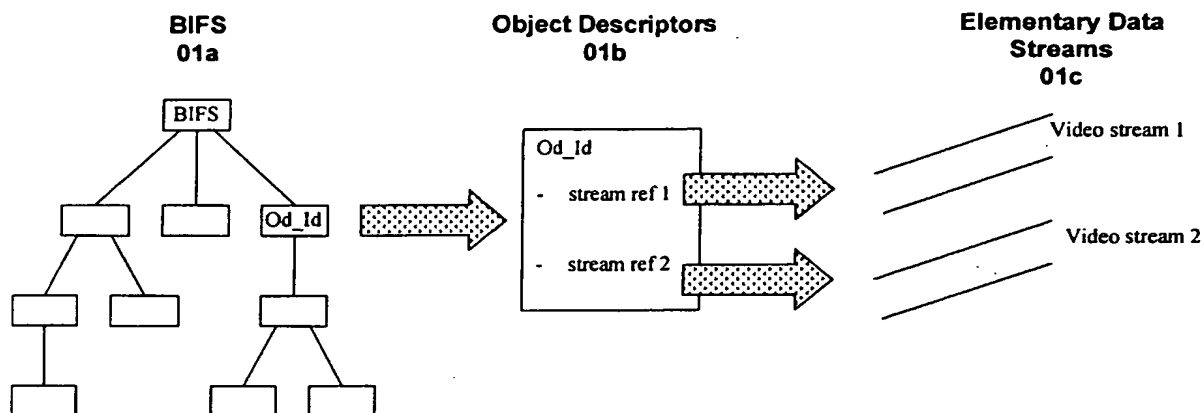 BIFS
01a
Object Descriptors
01b
Elementary Data
Streams
01c
BIFS
Od_Id
Od_Id
- stream ref 1
- stream ref 2
Video stream 1
Video stream 2